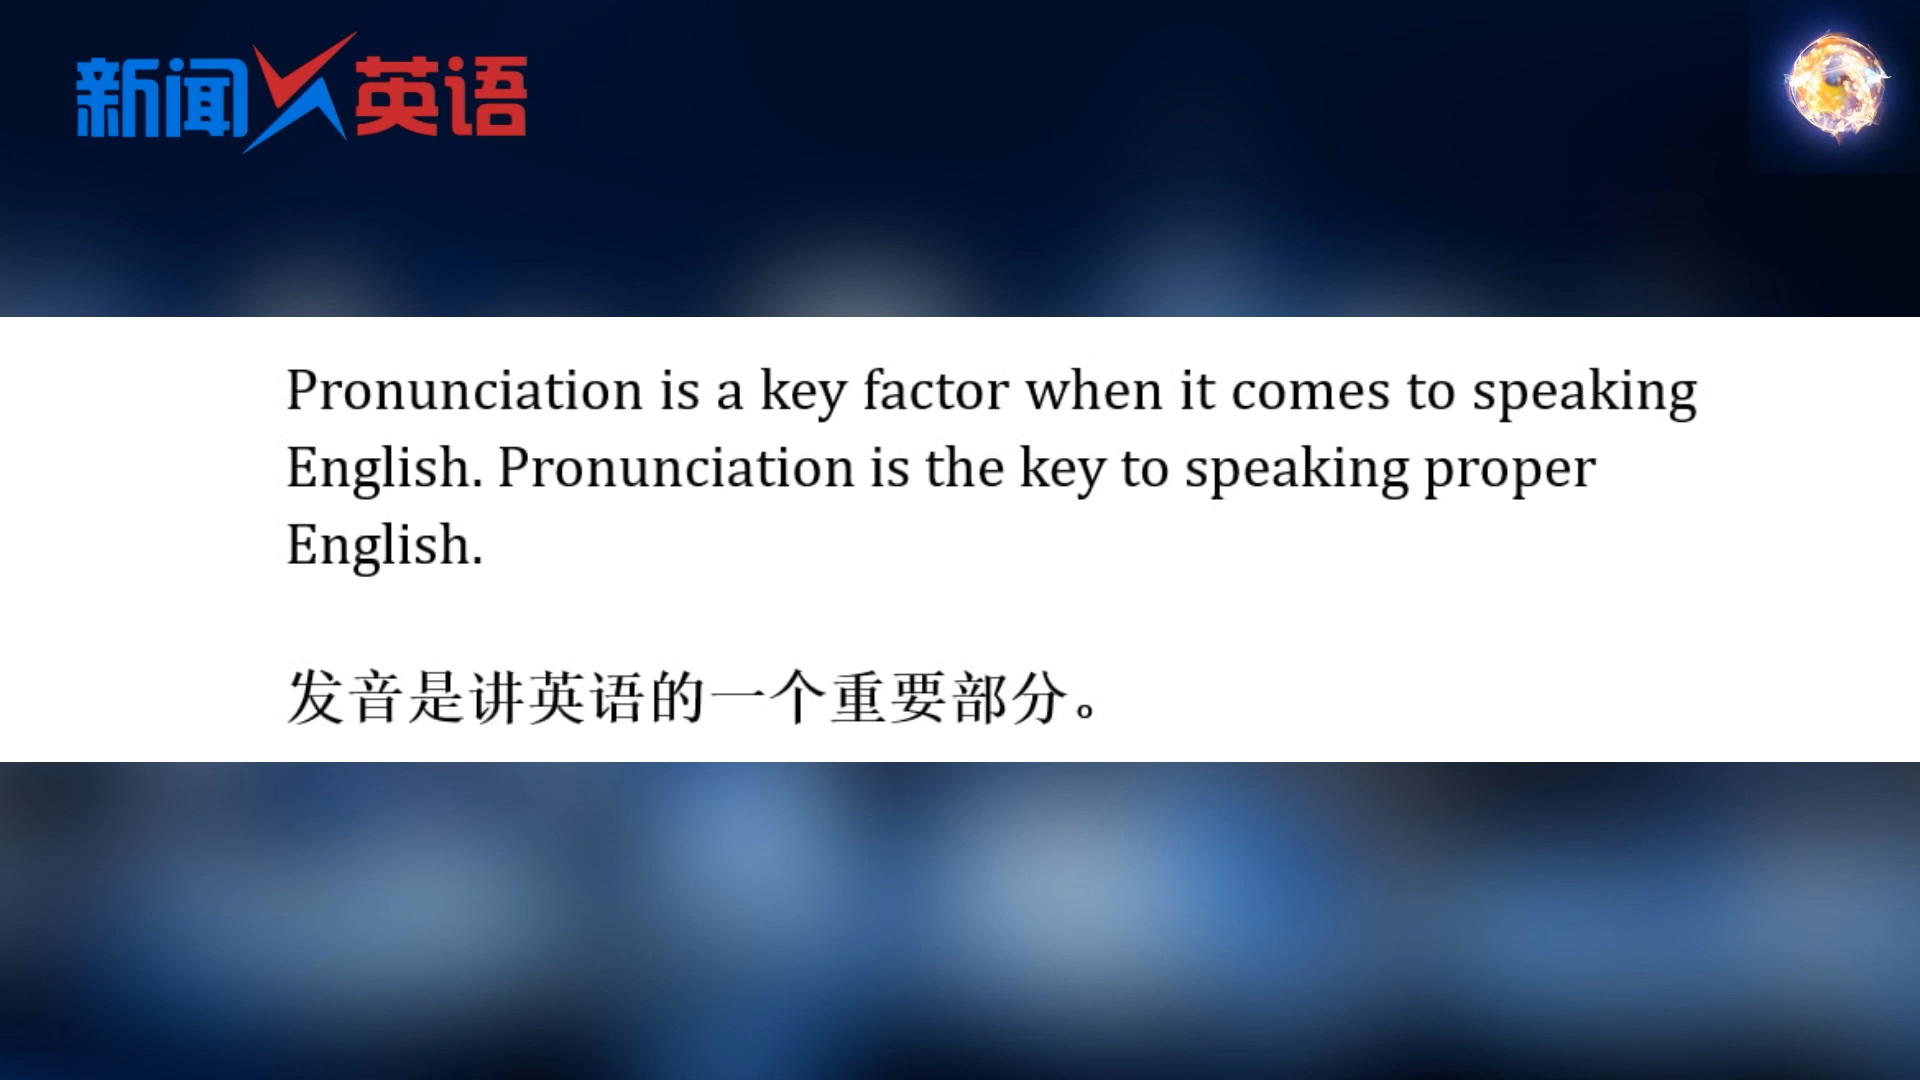 新闻X英语
Pronunciation is a key factor when it comes to speaking
English. Pronunciation is the key to speaking proper
English.
发音是讲英语的一个重要部分。